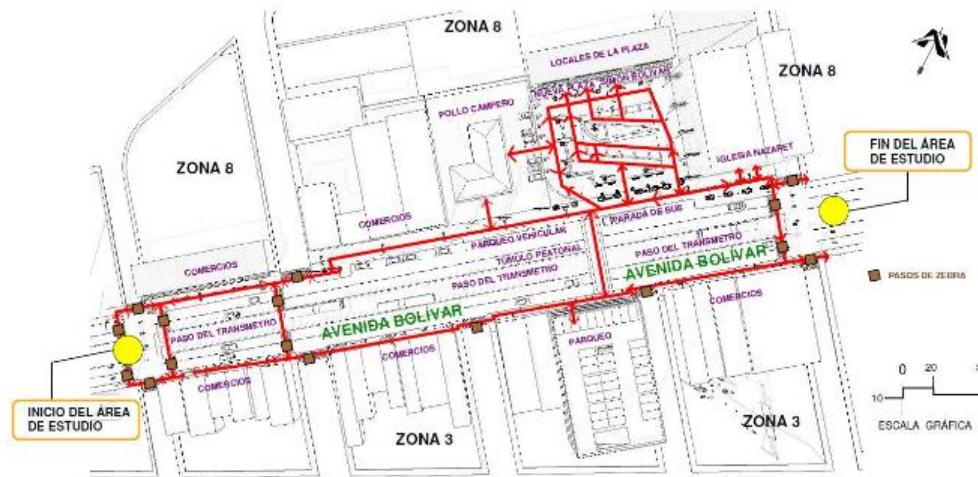 ZONA 8
LOCALES DE LA PLAZA
NUEVA PLAZA SIMÓN BOLÍVAR
POLLO CAMPERO
ZONA 8
FIN DEL ÁREA
DE ESTUDIO
IGLESIA NAZARET
ZONA 8
COMERCIOS
PARADA DE BUS
PARQUEO VEHICULAR
TÚMULO PEATONAL
PASO DEL TRANSMETRO
AVENIDA BOLÍVAR
COMERCIOS
PASO DEL TRANSMETRO
PASOS DE ZEBRA
COMERCIOS
PASO DEL TRANSMETRO
AVENIDA BOLÍVAR
PARQUEO
COMERCIOS
COMERCIOS
INICIO DEL ÁREA
DE ESTUDIO
0 20
10
ESCALA GRÁFICA
ZONA 3
ZONA 3